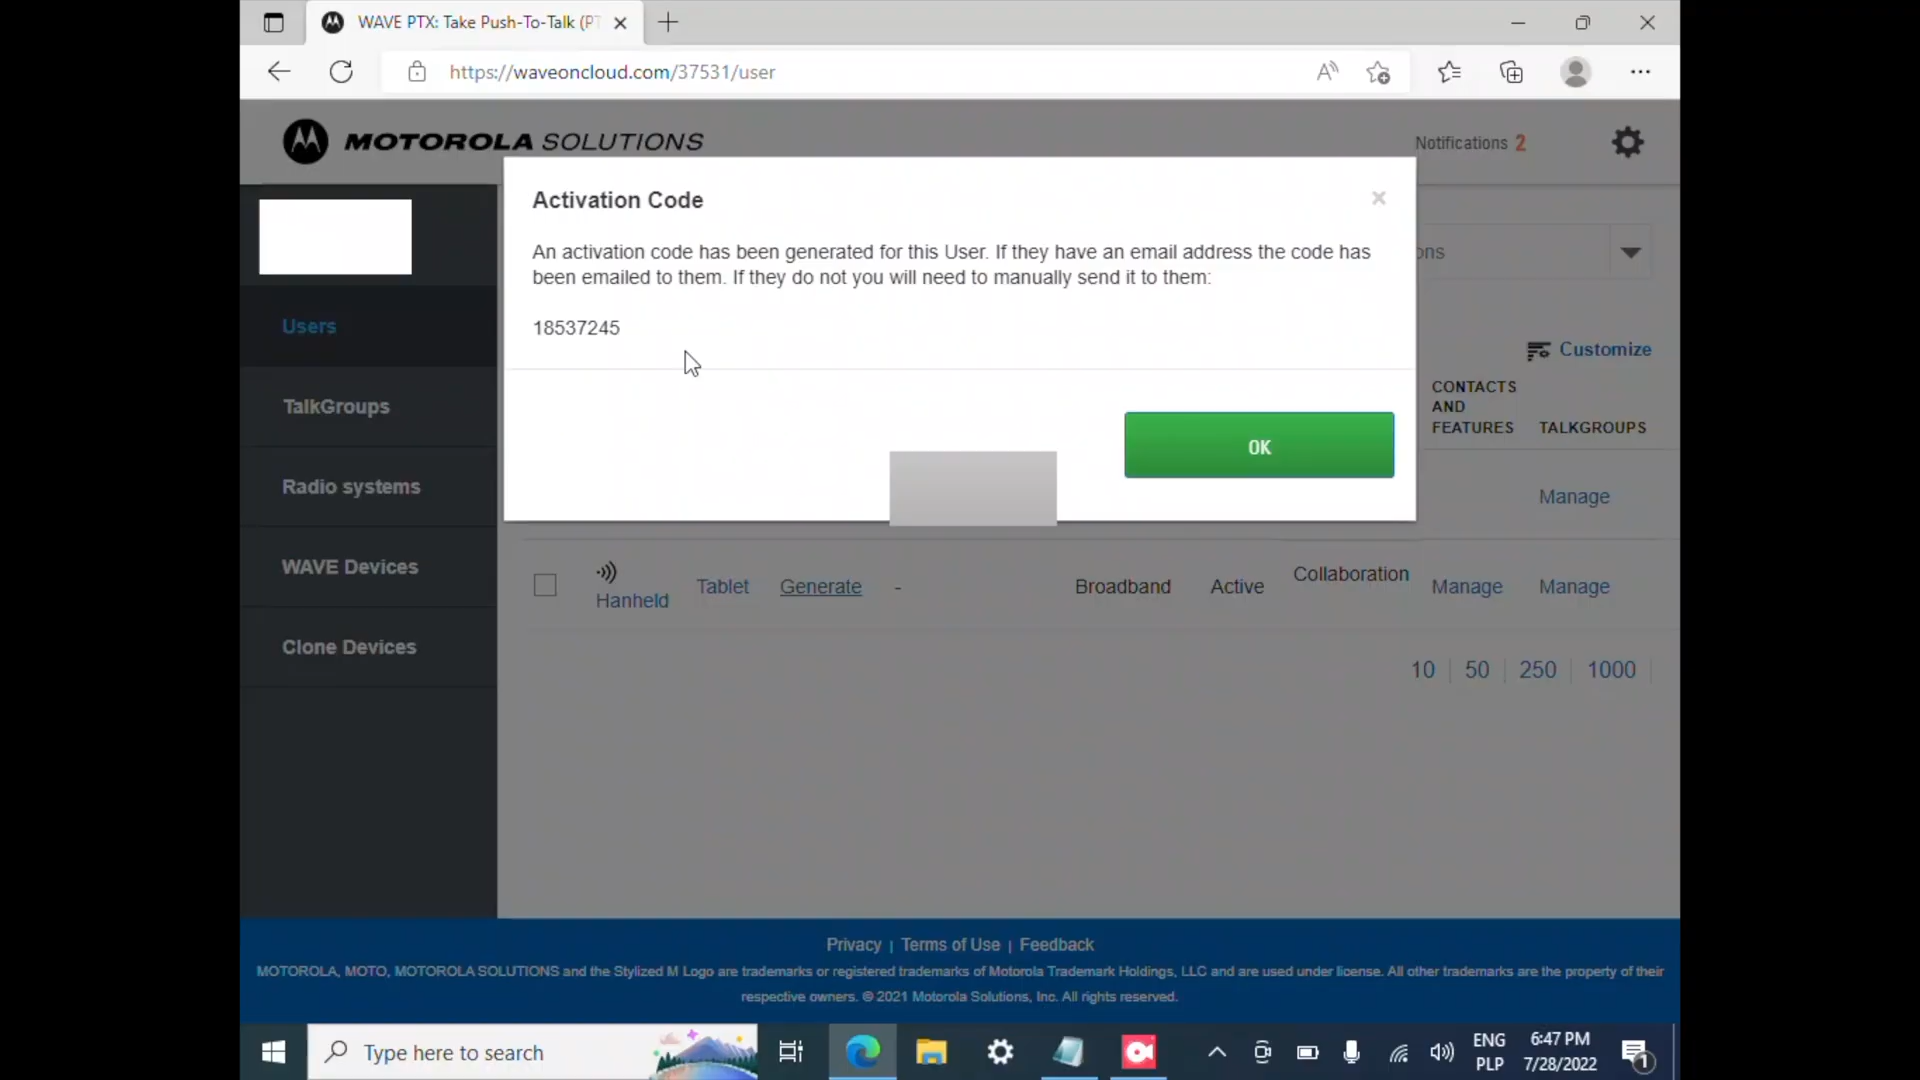 WAVE PTX: Take Push-To-Talk (PT
https://waveoncloud.com/37531/user
MOTOROLA SOLUTIONS
Notifications 2
Activation Code
×
An activation code has been generated for this User. If they have an email address the code has
been emailed to them. If they do not you will need to manually send it to them:
18537245
OK
ons
Users
TalkGroups
Radio systems
WAVE Devices
Clone Devices
Customize
CONTACTS
AND
FEATURES
TALKGROUPS
Manage
Hanheld
Tablet
Generate
-
Broadband
Active
Collaboration
Manage
Manage
10 | 50 | 250 | 1000 |
Privacy | Terms of Use | Feedback
MOTOROLA, MOTO, MOTOROLA SOLUTIONS and the Stylized M Logo are trademarks or registered trademarks of Motorola Trademark Holdings, LLC and are used under license. All other trademarks are the property of their
respective owners. © 2021 Motorola Solutions, Inc. All rights reserved.
Type here to search
ENG
PLP
6:47 PM
7/28/2022
1